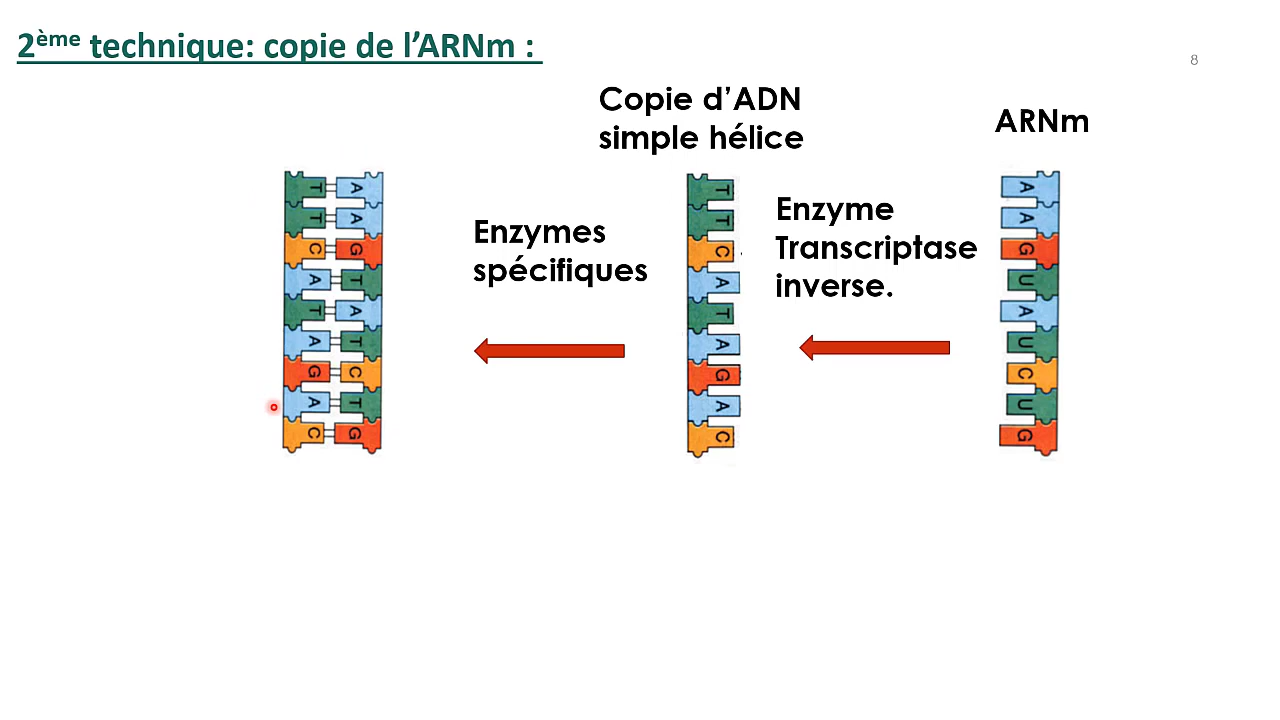 2ème technique: copie de l'ARNm :
8
Copie d'ADN
simple hélice
ARNm
Enzymes
spécifiques
Enzyme
Transcriptase
inverse.
T A
T A
C G
A T
T A
A T
G C
A T
C G
T
T
C
A
T
A
G
A
C
A
A
G
U
A
U
C
U
G